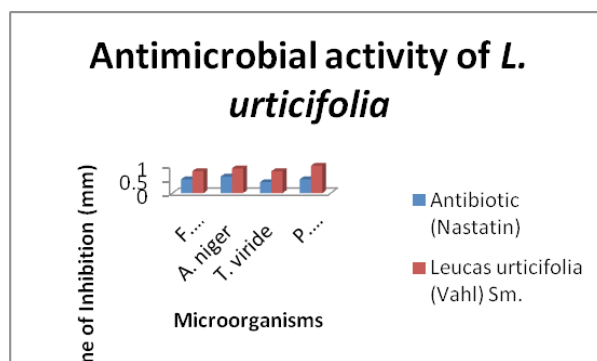 Antimicrobial activity of L.
urticifolia
1
0.5
0
F....
A. niger
T. viride
P....
Microorganisms
ne of Inhibition (mm)
Antibiotic
(Nastatin)
Leucas urticifolia
(Vahl) Sm.